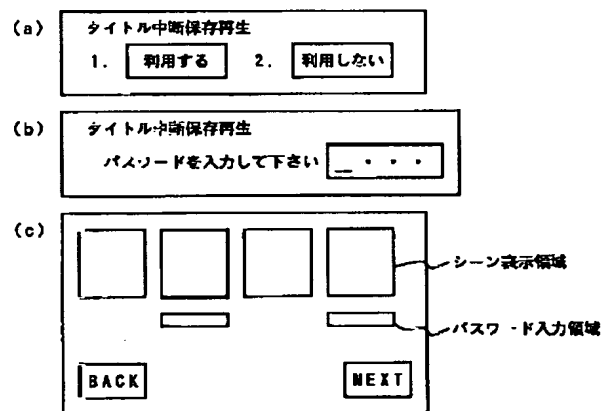 (a) タイトル中断保存再生
1. 利用する 2. 利用しない
(b) タイトル中断保存再生
パスワードを入力して下さい _ ・ ・ ・
(c)
シーン表示領域
パスワード入力領域
BACK NEXT